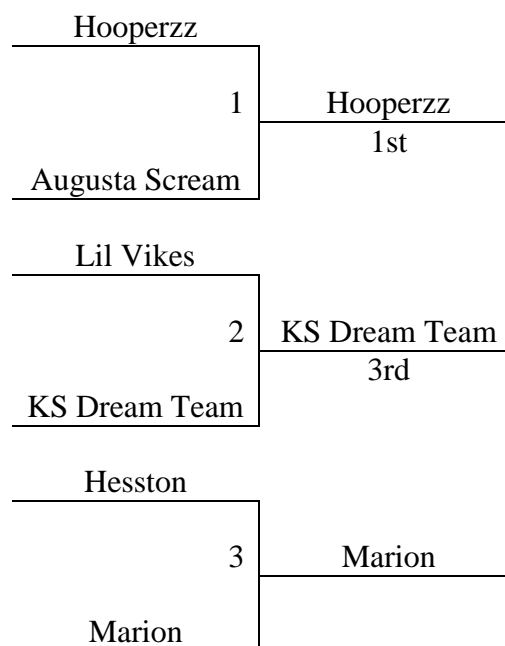 Hooperzz
1 Hooperzz
1st
Augusta Scream
Lil Vikes
2 KS Dream Team
3rd
KS Dream Team
Hesston
3 Marion
Marion